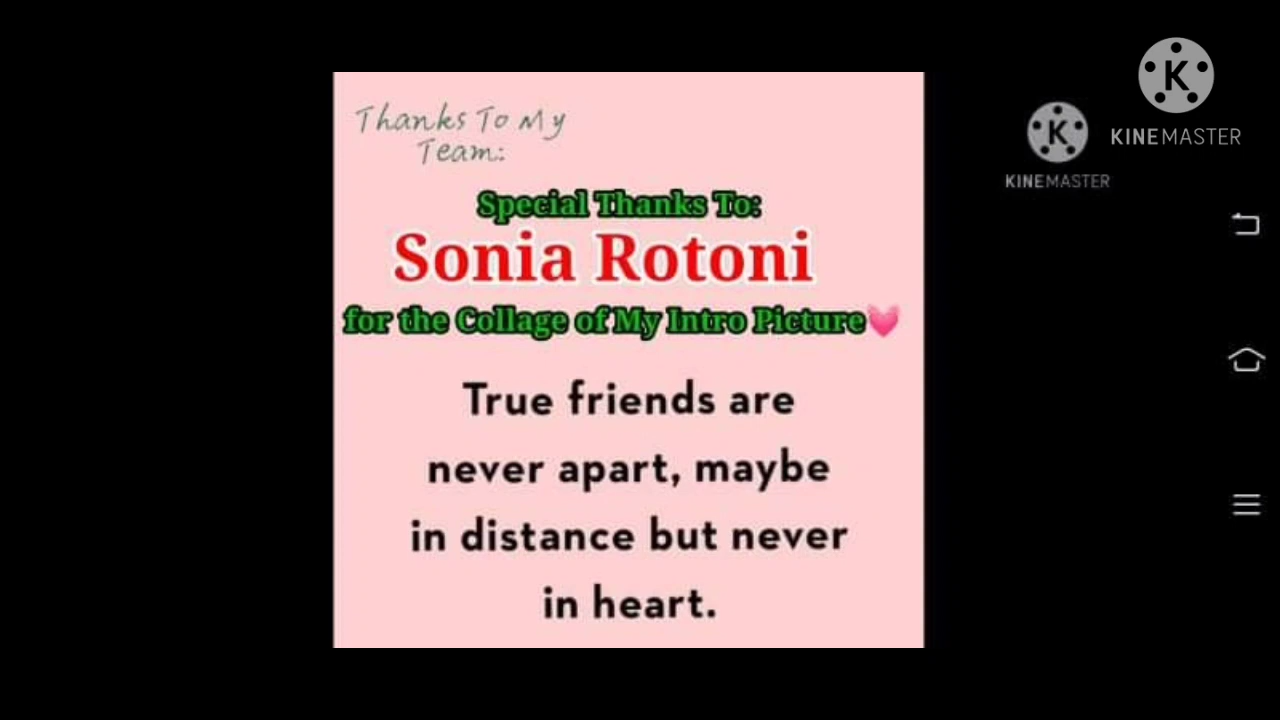 Thanks To My
Team:
Special Thanks To:
Sonia Rotoni
for the Collage of My Intro Picture💗
True friends are
never apart, maybe
in distance but never
in heart.
K
KINEMASTER
K
KINEMASTER